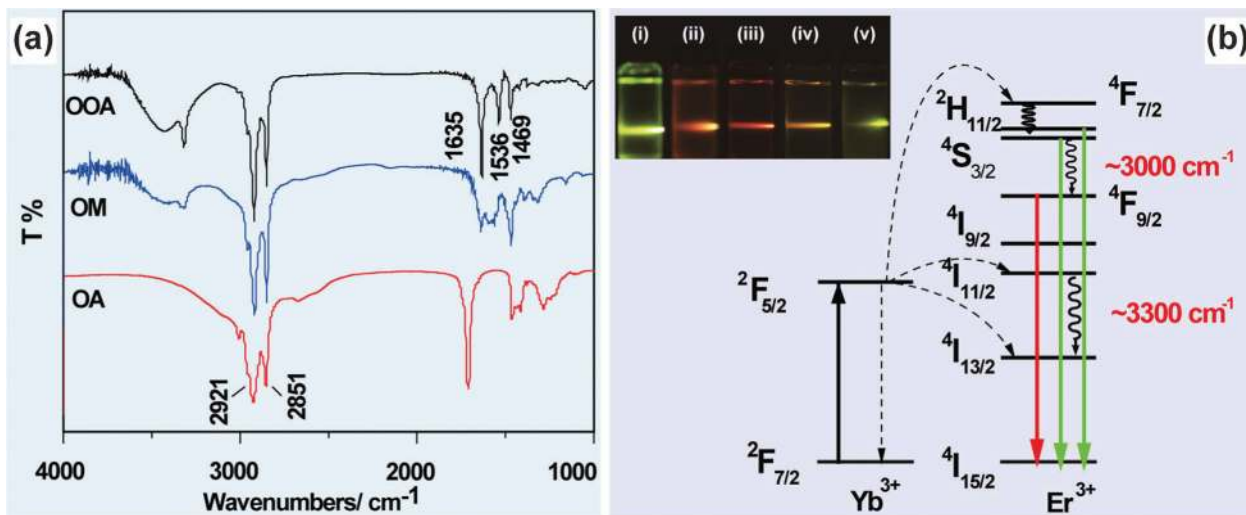 (a)
OOA
OM
OA
1635
1536
1469
2921
2851
T %
4000
3000
2000
1000
Wavenumbers/ cm-1
(b)
(i)
(ii)
(iii)
(iv)
(v)
4F7/2
2H11/2
4S3/2
~3000 cm-1
4F9/2
4I9/2
4I11/2
2F5/2
~3300 cm-1
4I13/2
2F7/2
4I15/2
Yb3+
Er3+